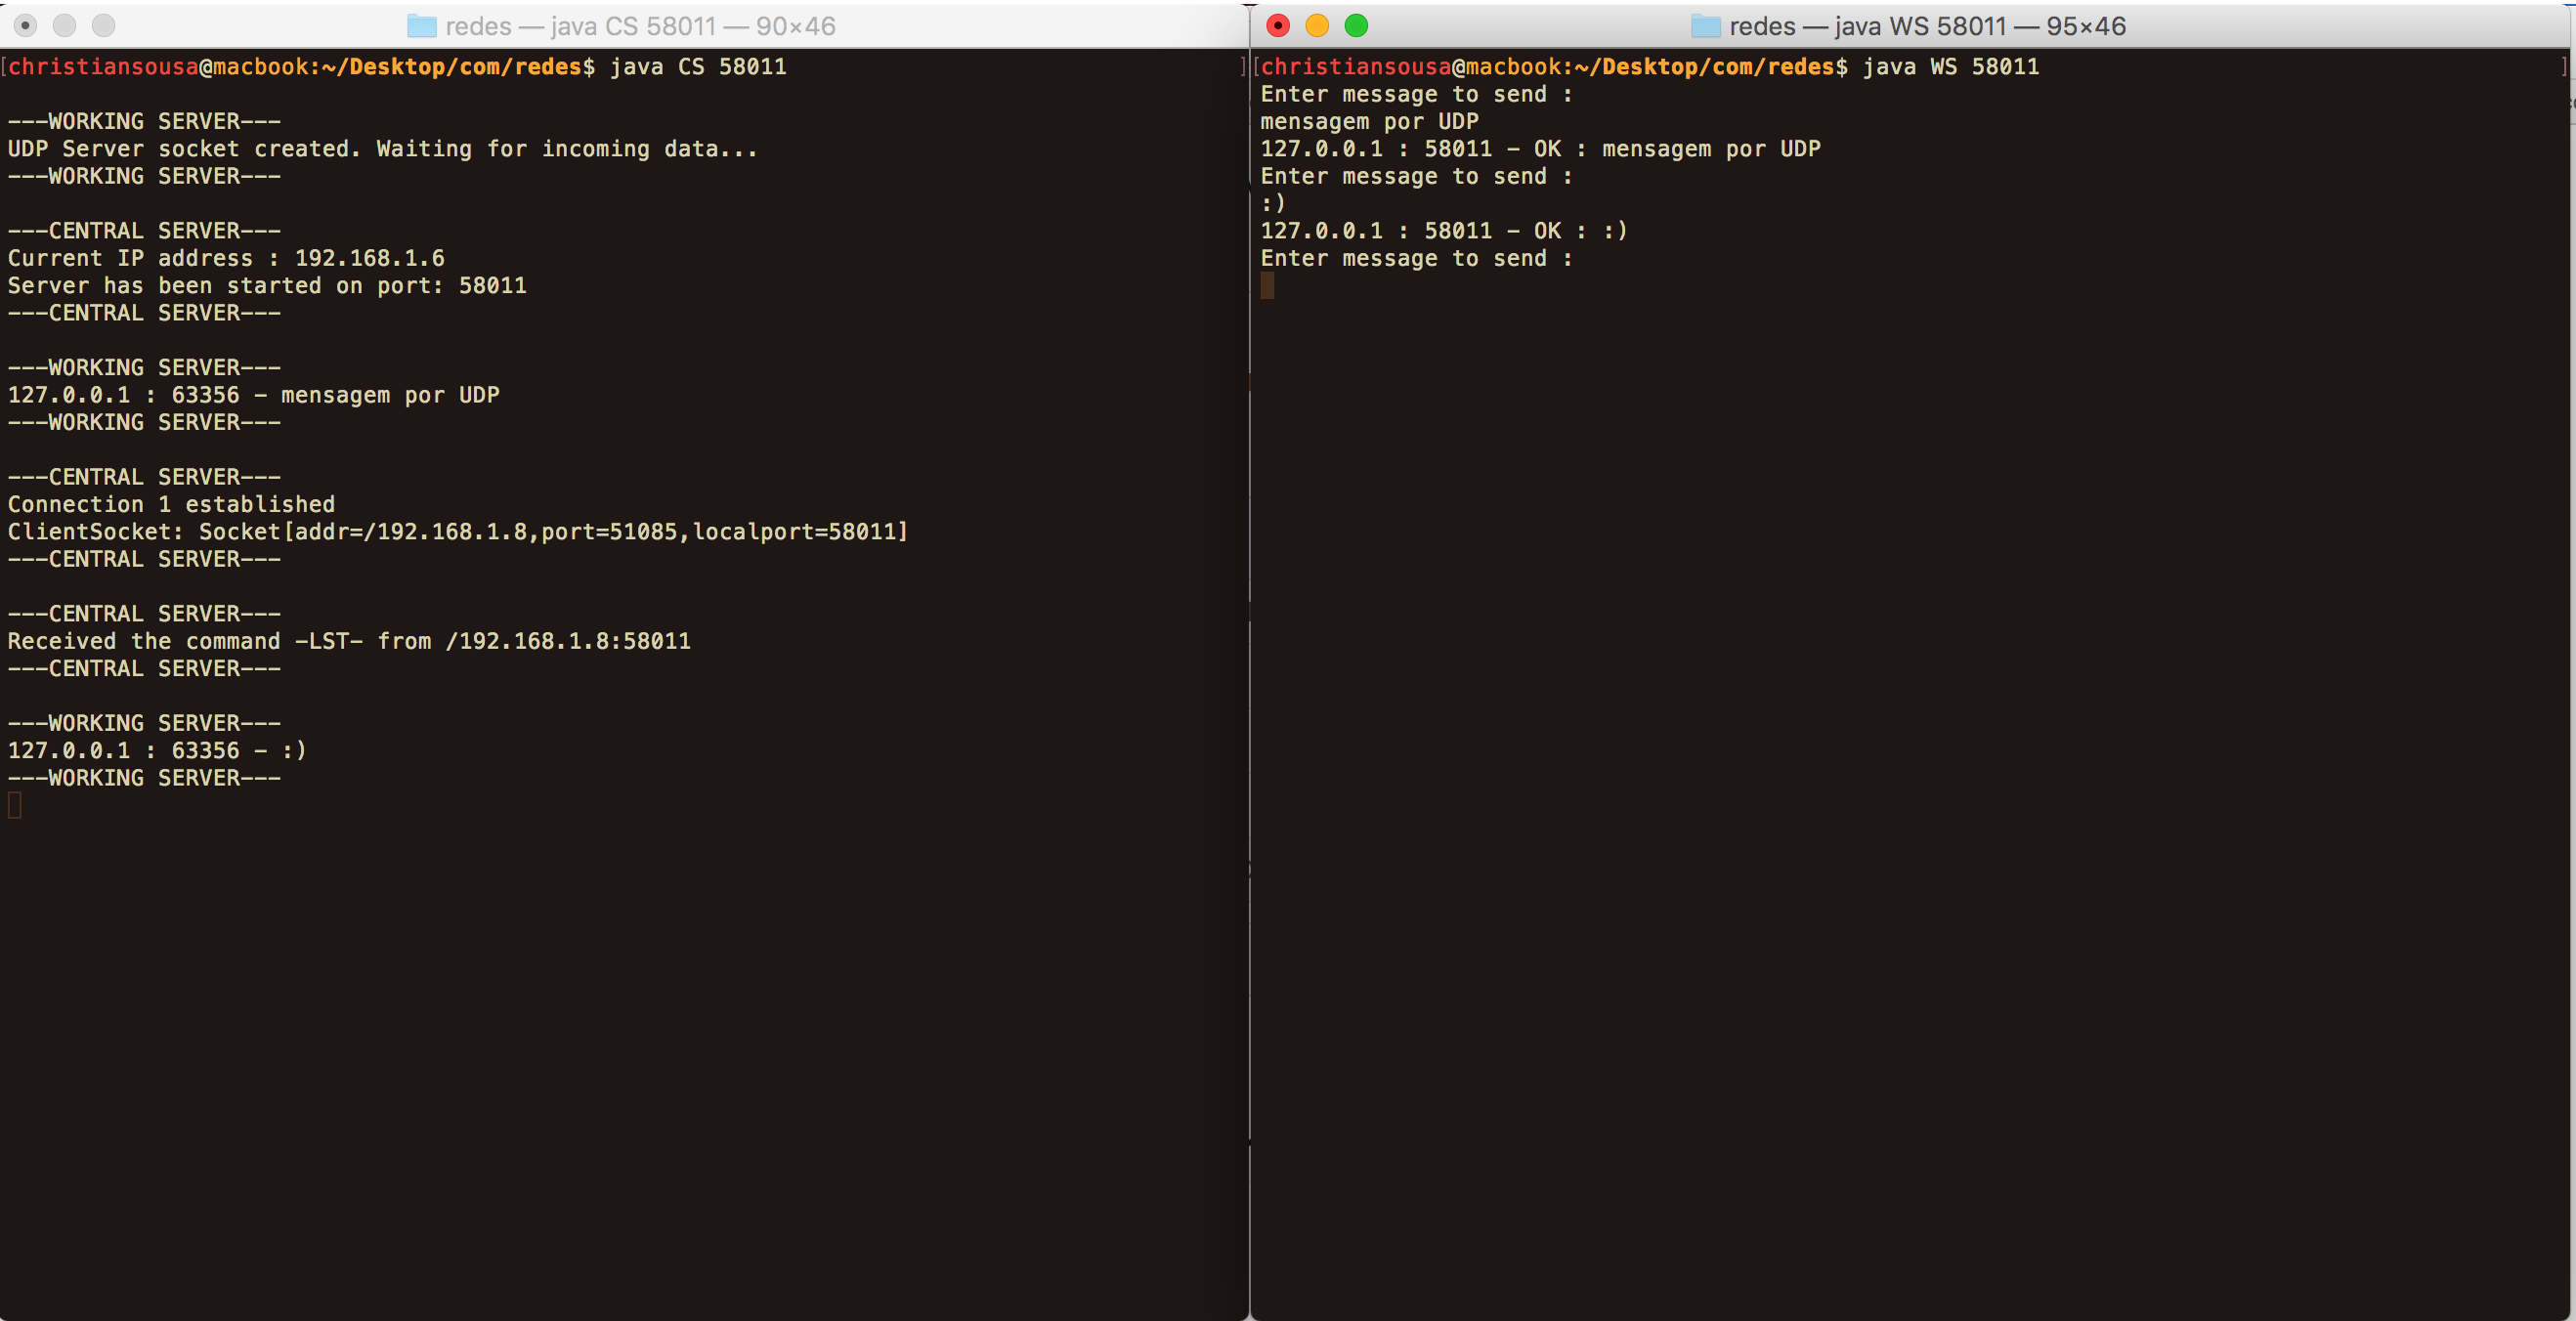 redes — java CS 58011 — 90×46
[christiansousa@macbook:~/Desktop/com/redes$ java CS 58011 ]
---WORKING SERVER---
UDP Server socket created. Waiting for incoming data...
---WORKING SERVER---
---CENTRAL SERVER---
Current IP address : 192.168.1.6
Server has been started on port: 58011
---CENTRAL SERVER---
---WORKING SERVER---
127.0.0.1 : 63356 - mensagem por UDP
---WORKING SERVER---
---CENTRAL SERVER---
Connection 1 established
ClientSocket: Socket[addr=/192.168.1.8,port=51085,localport=58011]
---CENTRAL SERVER---
---CENTRAL SERVER---
Received the command -LST- from /192.168.1.8:58011
---CENTRAL SERVER---
---WORKING SERVER---
127.0.0.1 : 63356 - :)
---WORKING SERVER---
redes — java WS 58011 — 95×46
[christiansousa@macbook:~/Desktop/com/redes$ java WS 58011 ]
Enter message to send :
mensagem por UDP
127.0.0.1 : 58011 - OK : mensagem por UDP
Enter message to send :
:)
127.0.0.1 : 58011 - OK : :)
Enter message to send :